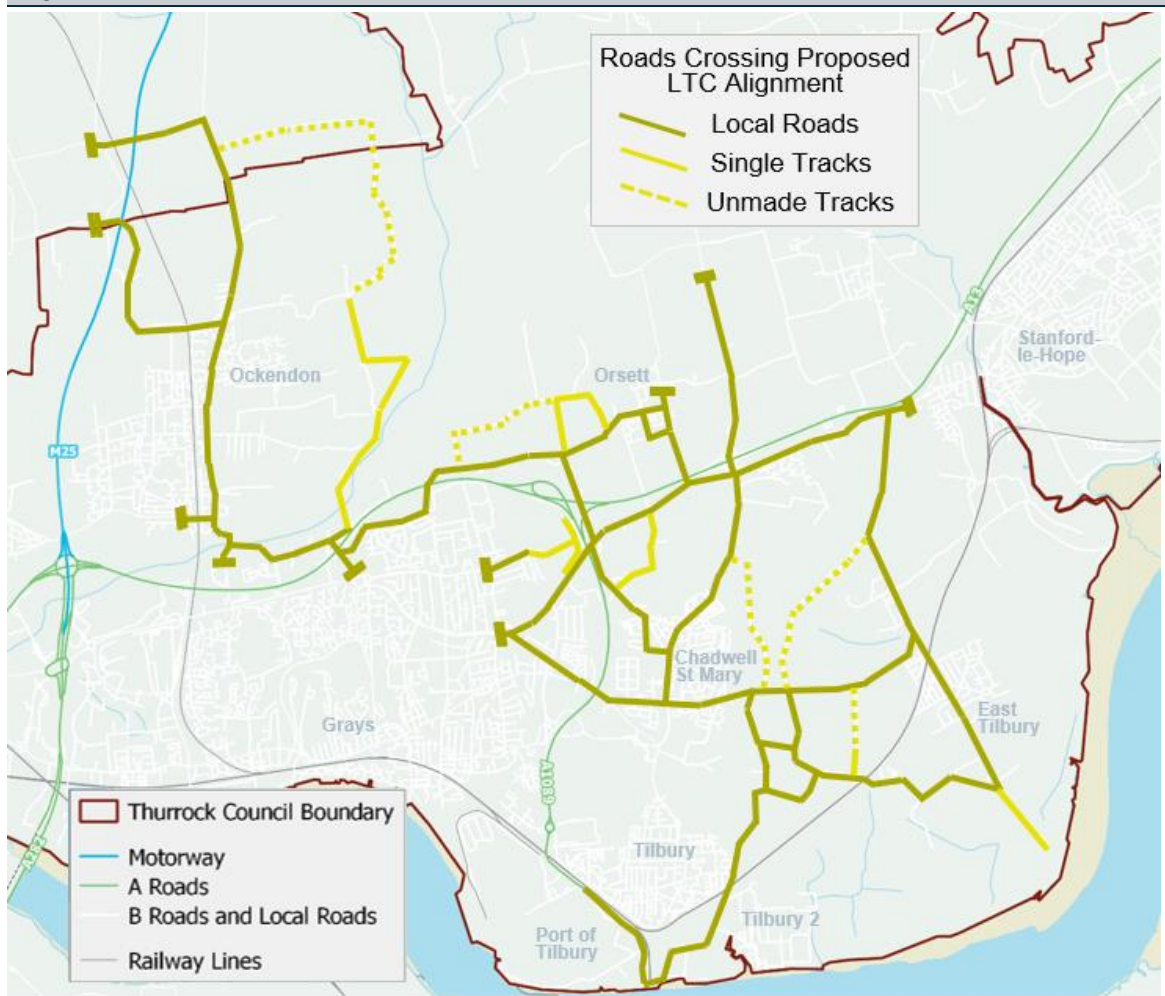 Roads Crossing Proposed
LTC Alignment
Local Roads
Single Tracks
Unmade Tracks
A13
Stanford-
le-Hope
Ockendon
Orsett
M25
Chadwell
St Mary
Grays
East
Tilbury
A1089
A282
Tilbury
Port of
Tilbury
Tilbury 2
Thurrock Council Boundary
Motorway
A Roads
B Roads and Local Roads
Railway Lines